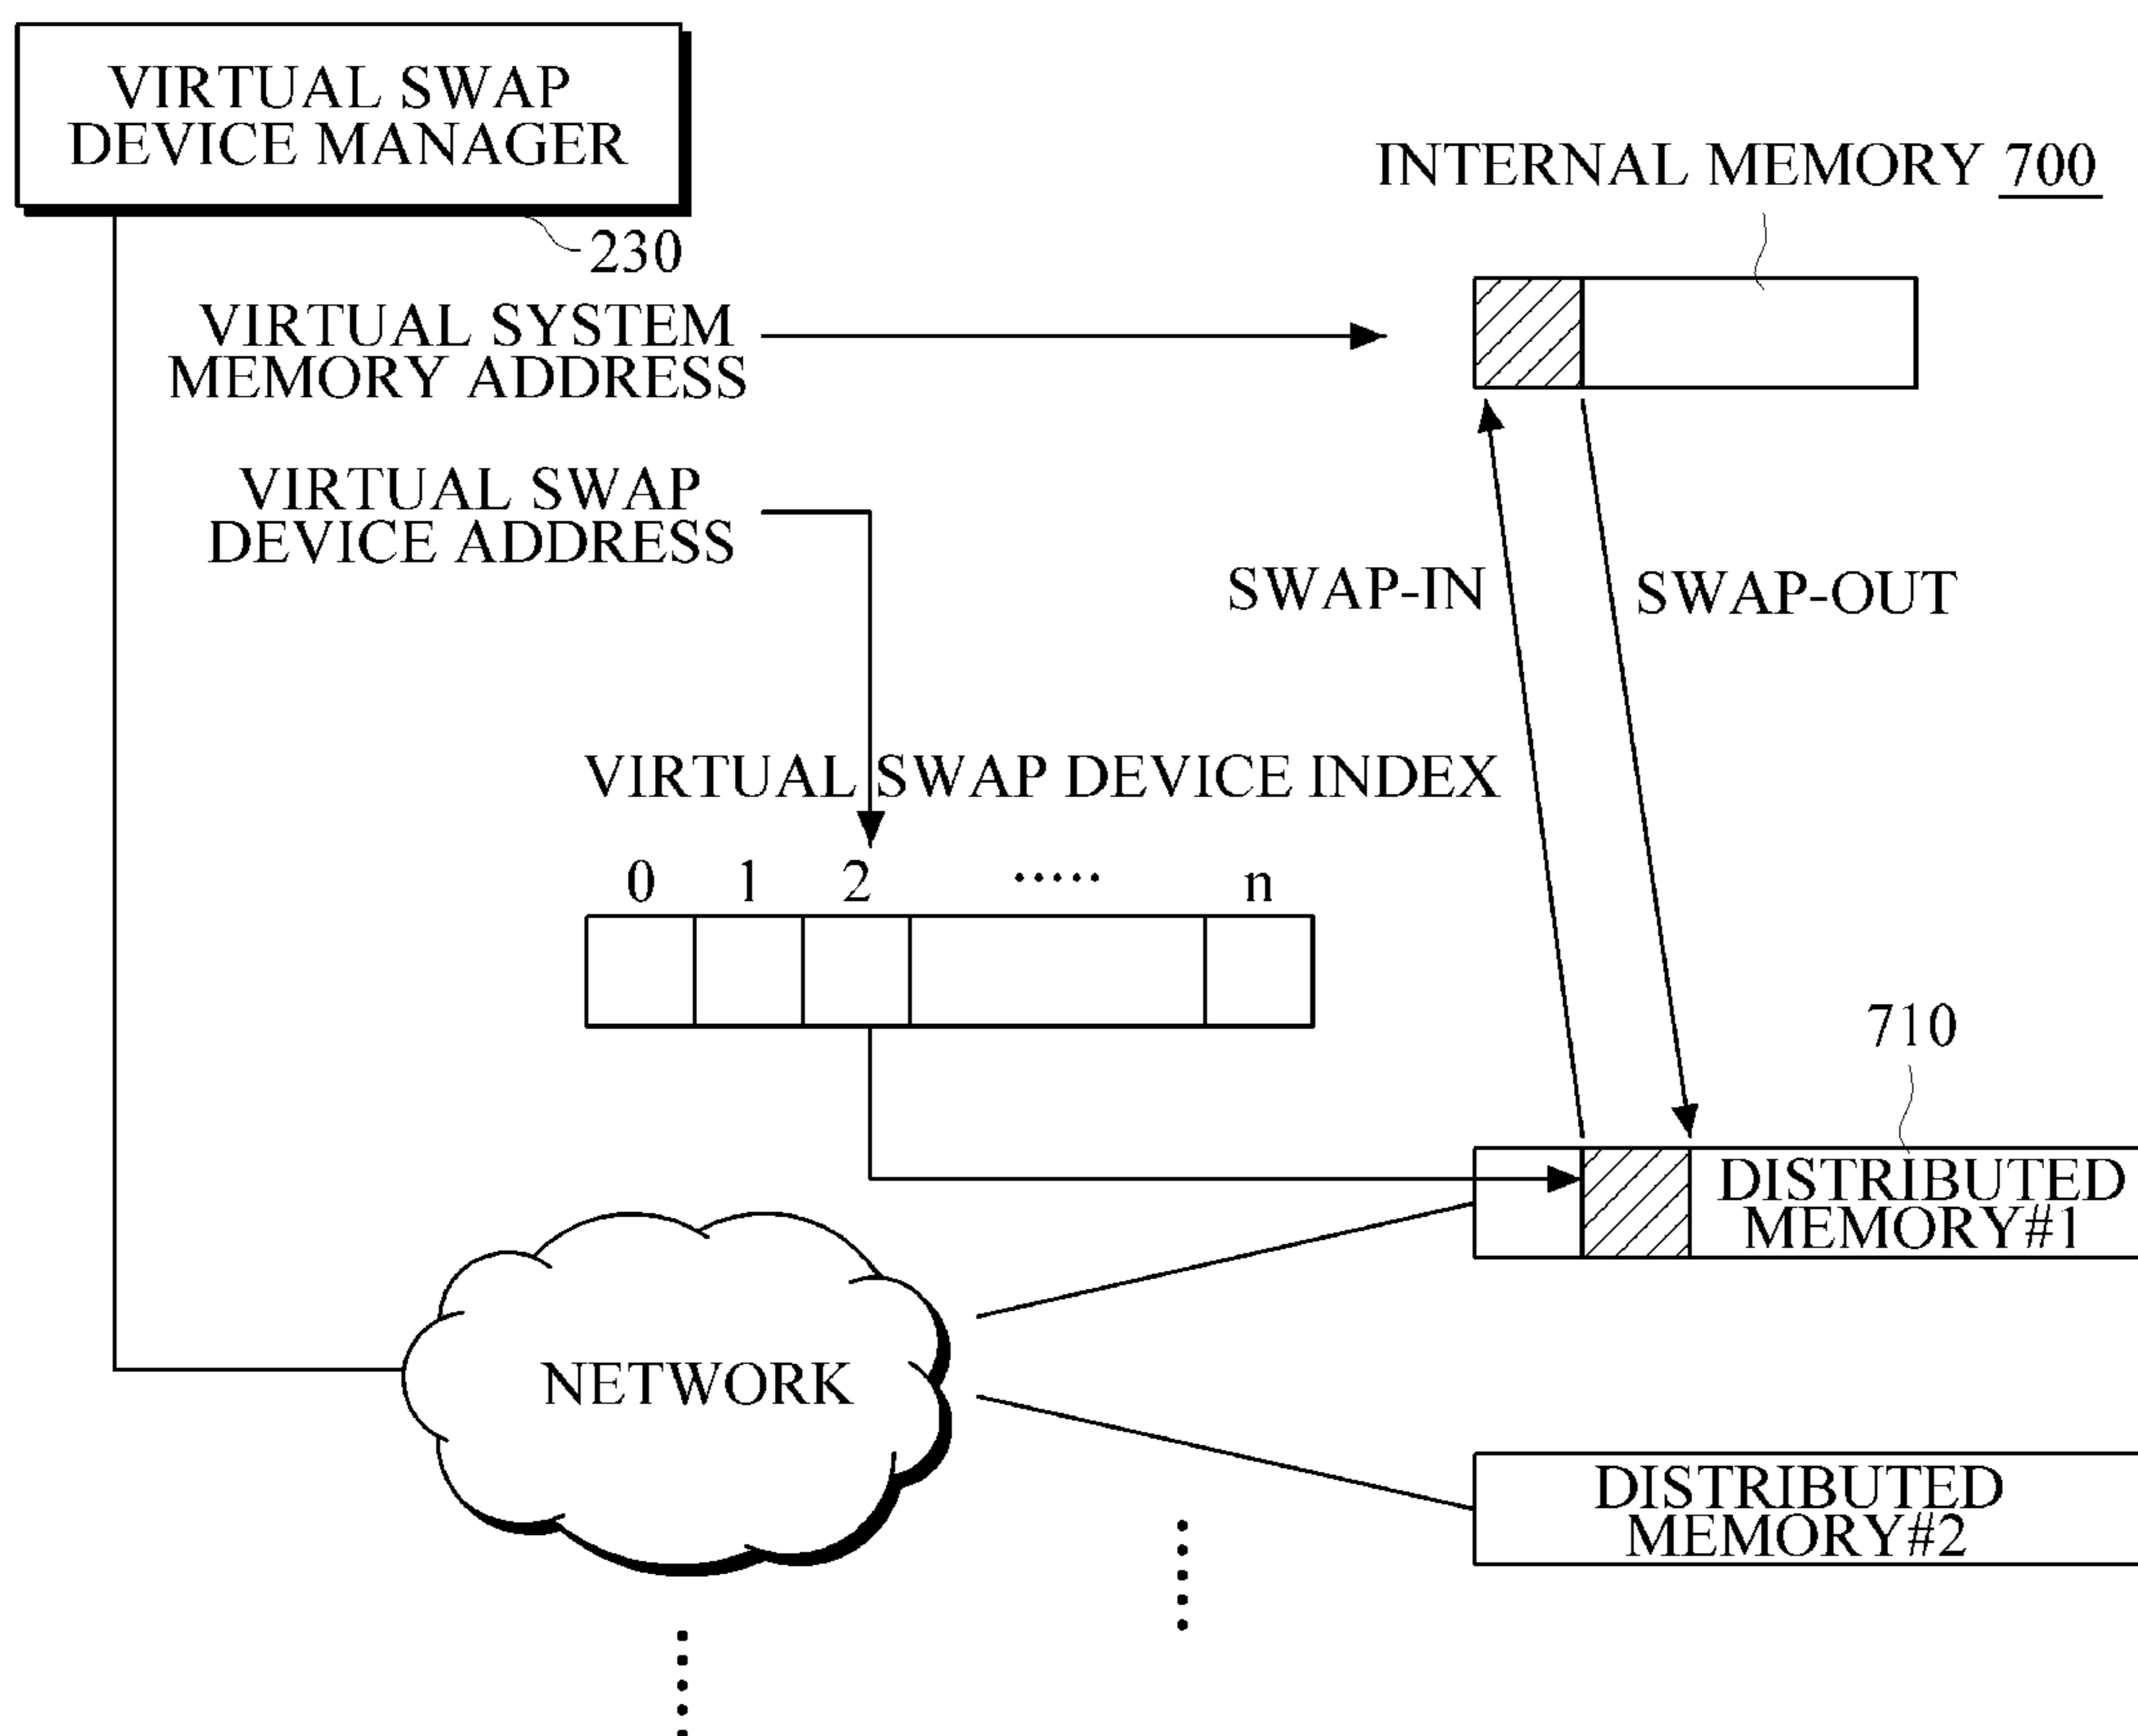 VIRTUAL SWAP
DEVICE MANAGER
230
INTERNAL MEMORY 700
VIRTUAL SYSTEM
MEMORY ADDRESS
VIRTUAL SWAP
DEVICE ADDRESS
SWAP-IN
SWAP-OUT
VIRTUAL SWAP DEVICE INDEX
0 1 2 ····· n
710
DISTRIBUTED
MEMORY#1
NETWORK
DISTRIBUTED
MEMORY#2